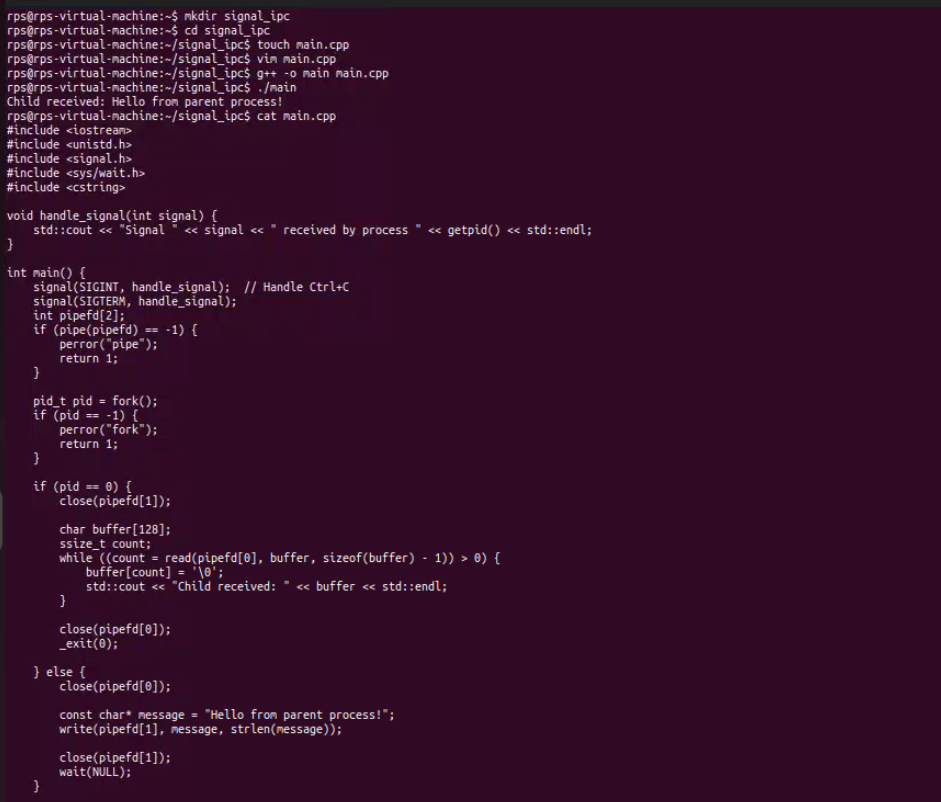 rps@rps-virtual-machine:~$ mkdir signal_ipc
rps@rps-virtual-machine:~$ cd signal_ipc
rps@rps-virtual-machine:~/signal_ipc$ touch main.cpp
rps@rps-virtual-machine:~/signal_ipc$ vim main.cpp
rps@rps-virtual-machine:~/signal_ipc$ g++ -o main main.cpp
rps@rps-virtual-machine:~/signal_ipc$ ./main
Child received: Hello from parent process!
rps@rps-virtual-machine:~/signal_ipc$ cat main.cpp
#include <iostream>
#include <unistd.h>
#include <signal.h>
#include <sys/wait.h>
#include <cstring>

void handle_signal(int signal) {
    std::cout << "Signal " << signal << " received by process " << getpid() << std::endl;
}

int main() {
    signal(SIGINT, handle_signal);  // Handle Ctrl+C
    signal(SIGTERM, handle_signal);
    int pipefd[2];
    if (pipe(pipefd) == -1) {
        perror("pipe");
        return 1;
    }

    pid_t pid = fork();
    if (pid == -1) {
        perror("fork");
        return 1;
    }

    if (pid == 0) {
        close(pipefd[1]);

        char buffer[128];
        ssize_t count;
        while ((count = read(pipefd[0], buffer, sizeof(buffer) - 1)) > 0) {
            buffer[count] = '\0';
            std::cout << "Child received: " << buffer << std::endl;
        }

        close(pipefd[0]);
        _exit(0);

    } else {
        close(pipefd[0]);

        const char* message = "Hello from parent process!";
        write(pipefd[1], message, strlen(message));

        close(pipefd[1]);
        wait(NULL);
    }